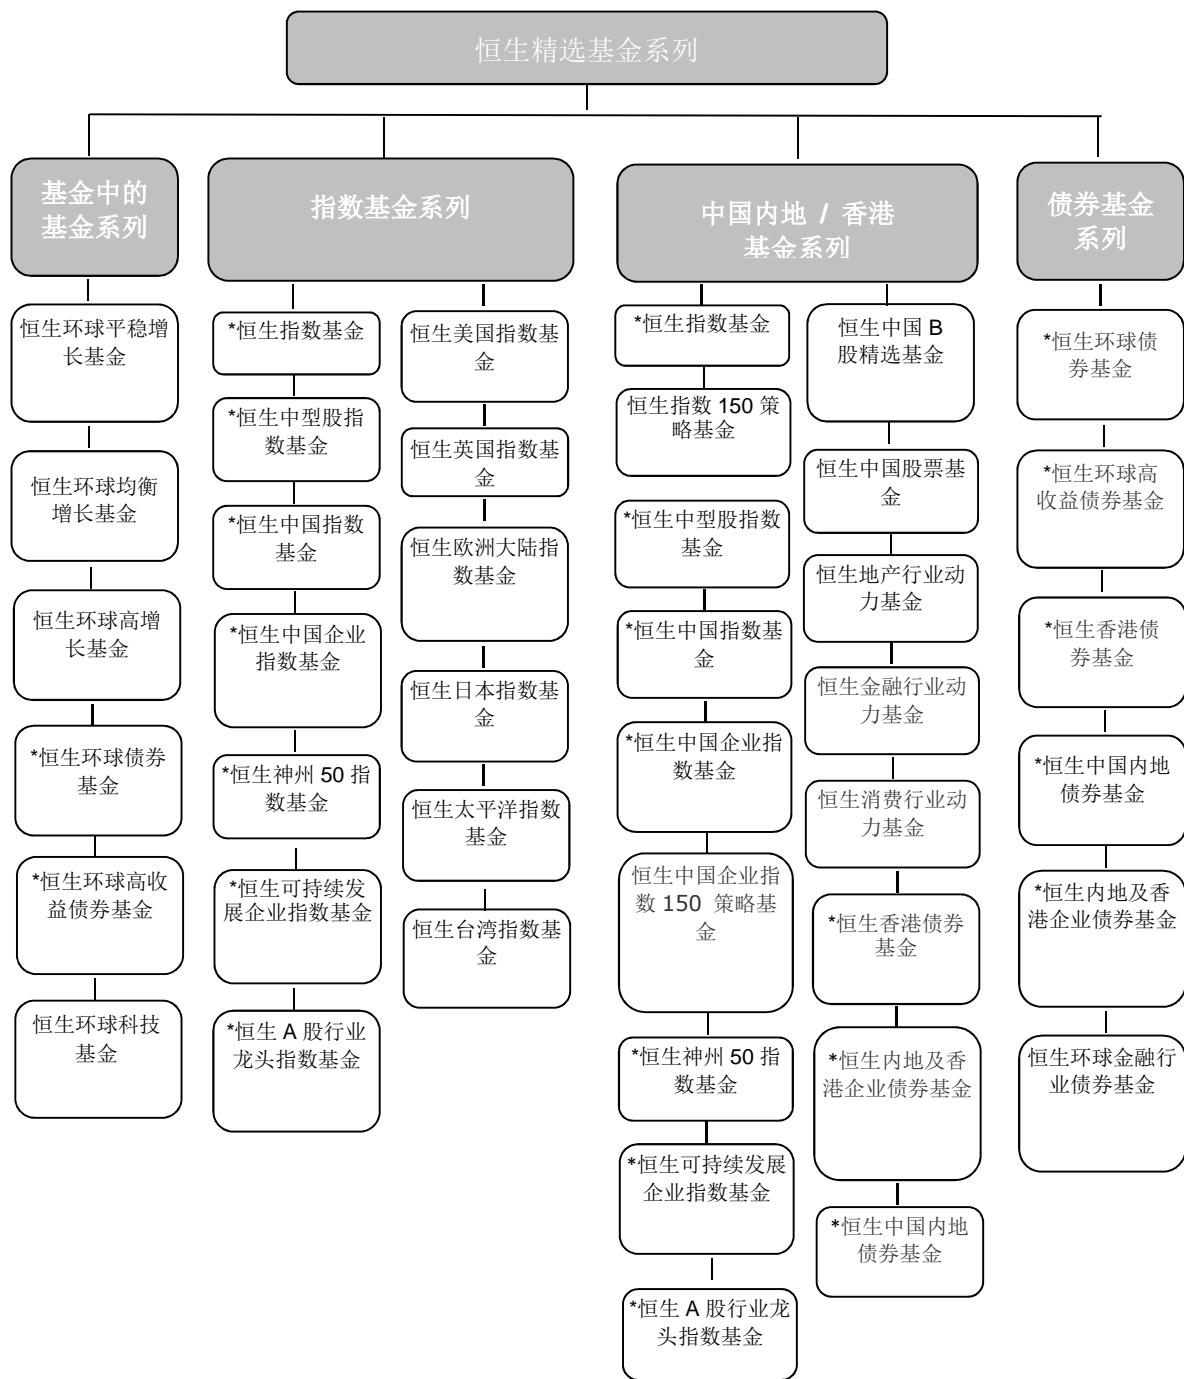 恒生精选基金系列
基金中的
基金系列
恒生环球平稳增
长基金
恒生环球均衡
增长基金
恒生环球高增
长基金
*恒生环球债券
基金
*恒生环球高收
益债券基金
恒生环球科技
基金
指数基金系列
*恒生指数基金
*恒生中型股指
数基金
*恒生中国指数
基金
*恒生中国企业
指数基金
*恒生神州 50 指
数基金
*恒生可持续发
展企业指数基金
*恒生 A 股行业
龙头指数基金
恒生美国指数基
金
恒生英国指数基
金
恒生欧洲大陆指
数基金
恒生日本指数基
金
恒生太平洋指数
基金
恒生台湾指数基
金
中国内地 / 香港
基金系列
*恒生指数基金
恒生指数 150 策
略基金
*恒生中型股指数
基金
*恒生中国指数基
金
*恒生中国企业指
数基金
恒生中国企业指
数 150 策略基
金
*恒生神州 50 指
数基金
*恒生可持续发展
企业指数基金
*恒生 A 股行业龙
头指数基金
恒生中国 B
股精选基金
恒生中国股票基
金
恒生地产行业动
力基金
恒生金融行业动
力基金
恒生消费行业动
力基金
*恒生香港债券
基金
*恒生内地及香
港企业债券基金
*恒生中国内地
债券基金
债券基金
系列
*恒生环球债
券基金
*恒生环球高
收益债券基金
*恒生香港债
券基金
*恒生中国内地
债券基金
*恒生内地及香
港企业债券基金
恒生环球金融行
业债券基金